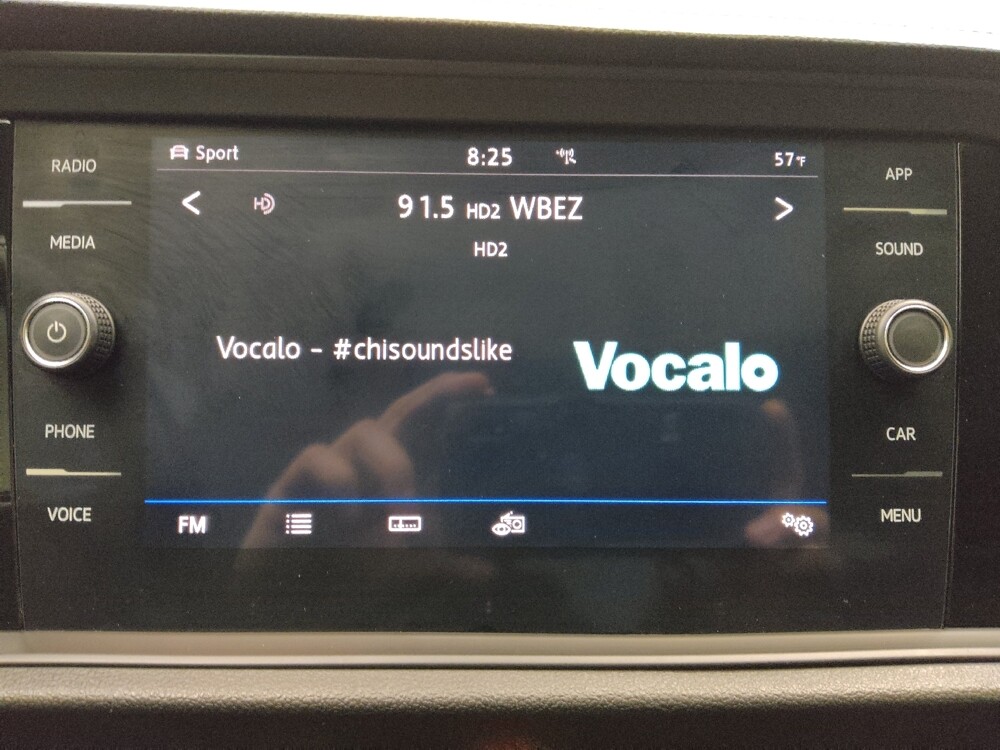 RADIO
MEDIA
PHONE
VOICE
Sport 8:25 57°F
< HD 91.5 HD2 WBEZ >
HD2
Vocalo - #chisoundslike
Vocalo
FM
APP
SOUND
CAR
MENU